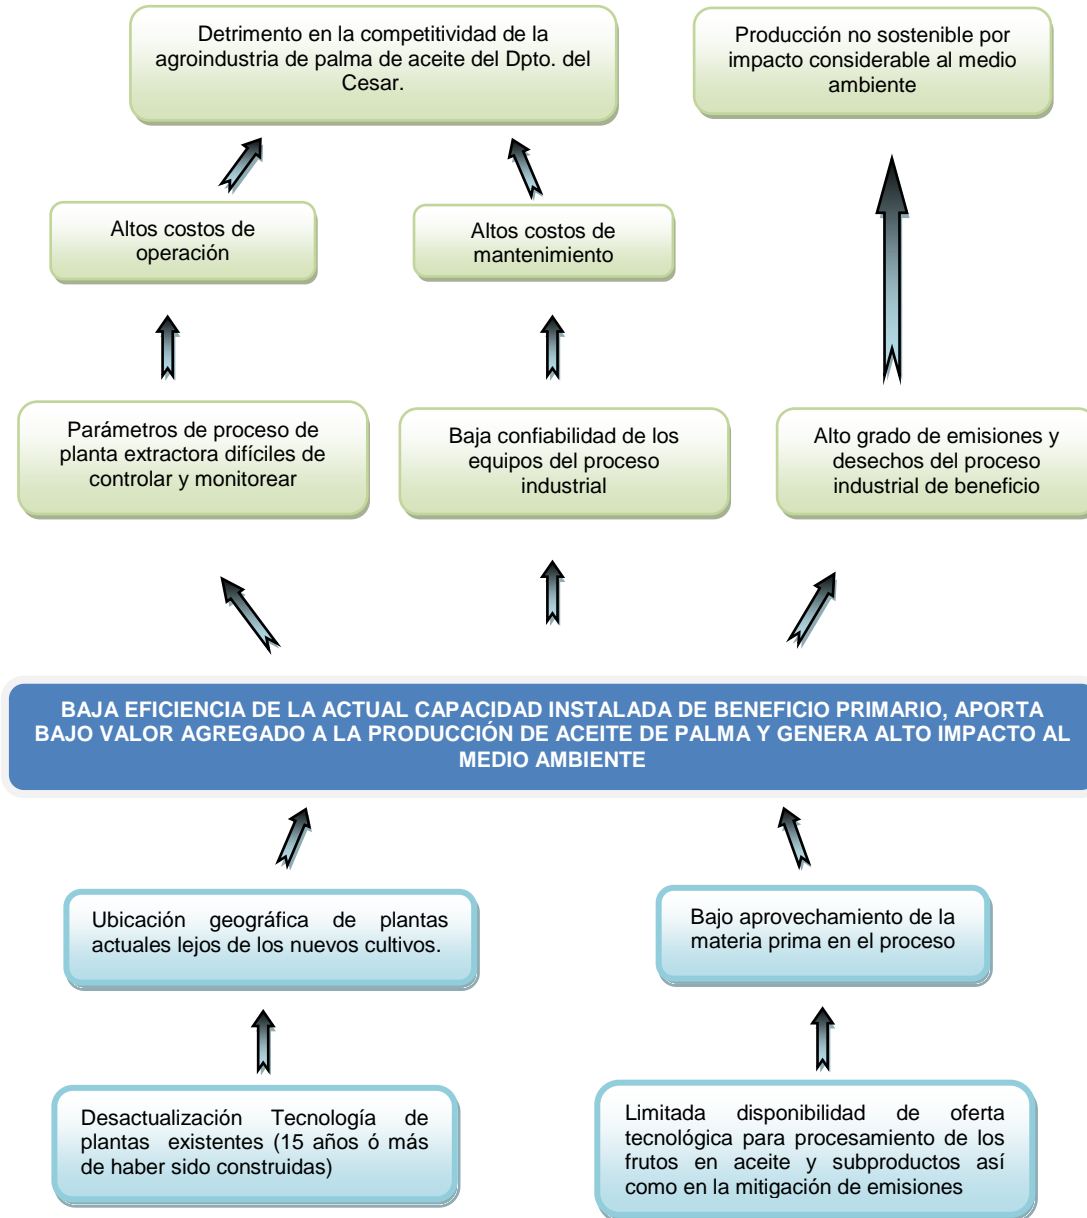 Detrimento en la competitividad de la
agroindustria de palma de aceite del Dpto. del
Cesar.
Producción no sostenible por
impacto considerable al medio
ambiente
Altos costos de
operación
Altos costos de
mantenimiento
Parámetros de proceso de
planta extractora difíciles de
controlar y monitorear
Baja confiabilidad de los
equipos del proceso
industrial
Alto grado de emisiones y
desechos del proceso
industrial de beneficio
BAJA EFICIENCIA DE LA ACTUAL CAPACIDAD INSTALADA DE BENEFICIO PRIMARIO, APORTA
BAJO VALOR AGREGADO A LA PRODUCCIÓN DE ACEITE DE PALMA Y GENERA ALTO IMPACTO AL
MEDIO AMBIENTE
Ubicación geográfica de plantas
actuales lejos de los nuevos cultivos.
Bajo aprovechamiento de la
materia prima en el proceso
Desactualización Tecnología de
plantas existentes (15 años ó más
de haber sido construidas)
Limitada disponibilidad de oferta
tecnológica para procesamiento de los
frutos en aceite y subproductos así
como en la mitigación de emisiones